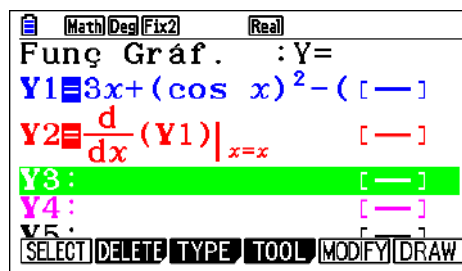 Math Deg Fix2 Real
Funç Gráf. :Y=
Y1=3x+(cos x)²-( [—]
Y2=d/dx(Y1)|x=x [—]
Y3: [—]
Y4: [—]
Y5:
SELECT DELETE TYPE TOOL MODIFY DRAW